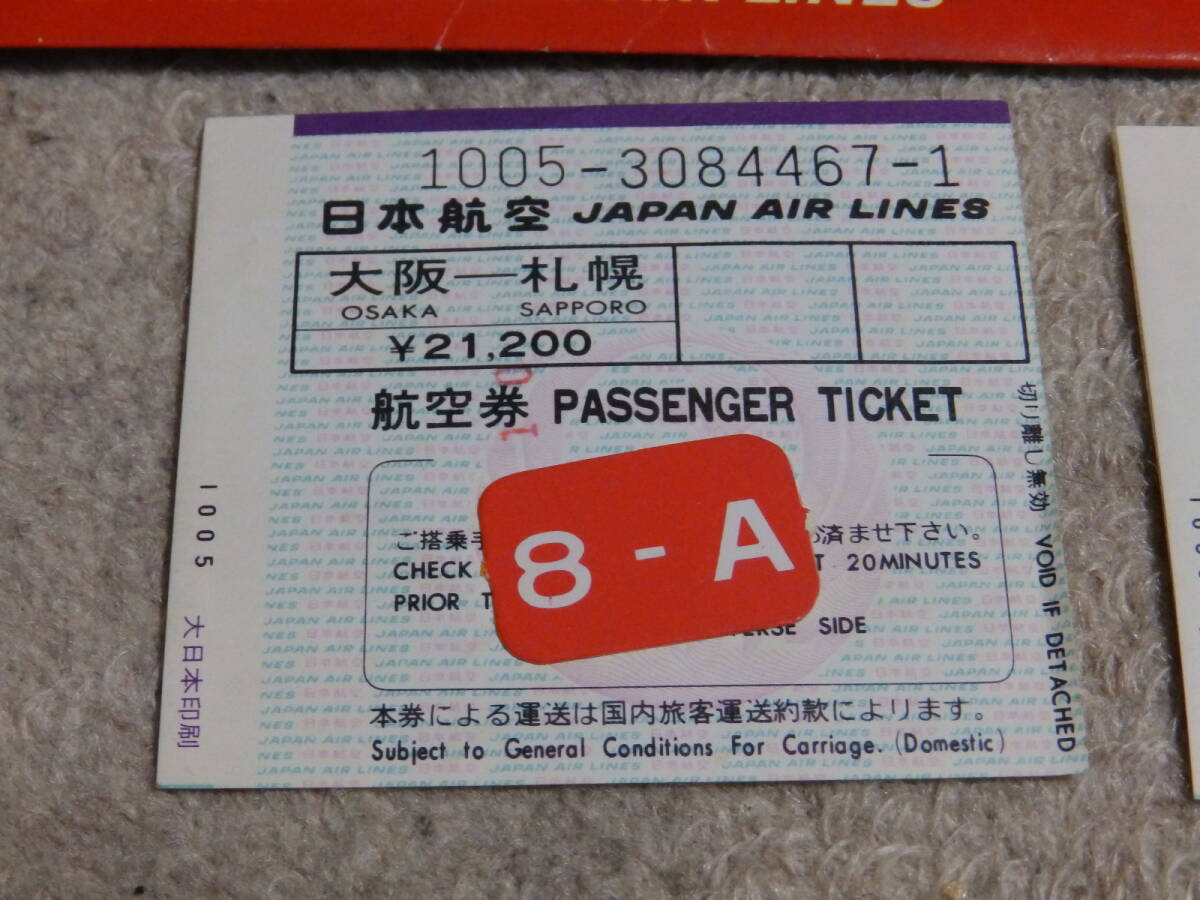 AIR LINES
1005-3084467-1
日本航空 JAPAN AIR LINES
大阪—札幌
OSAKA SAPPORO
¥21,200
航空券 PASSENGER TICKET
ご搭乗手 済ませ下さい。
CHECK 20MINUTES
PRIOR
SIDE
8-A
本券による運送は国内旅客運送約款によります。
Subject to General Conditions For Carriage. (Domestic)
切り離し無効 VOID IF DETACHED
1005 大日本印刷